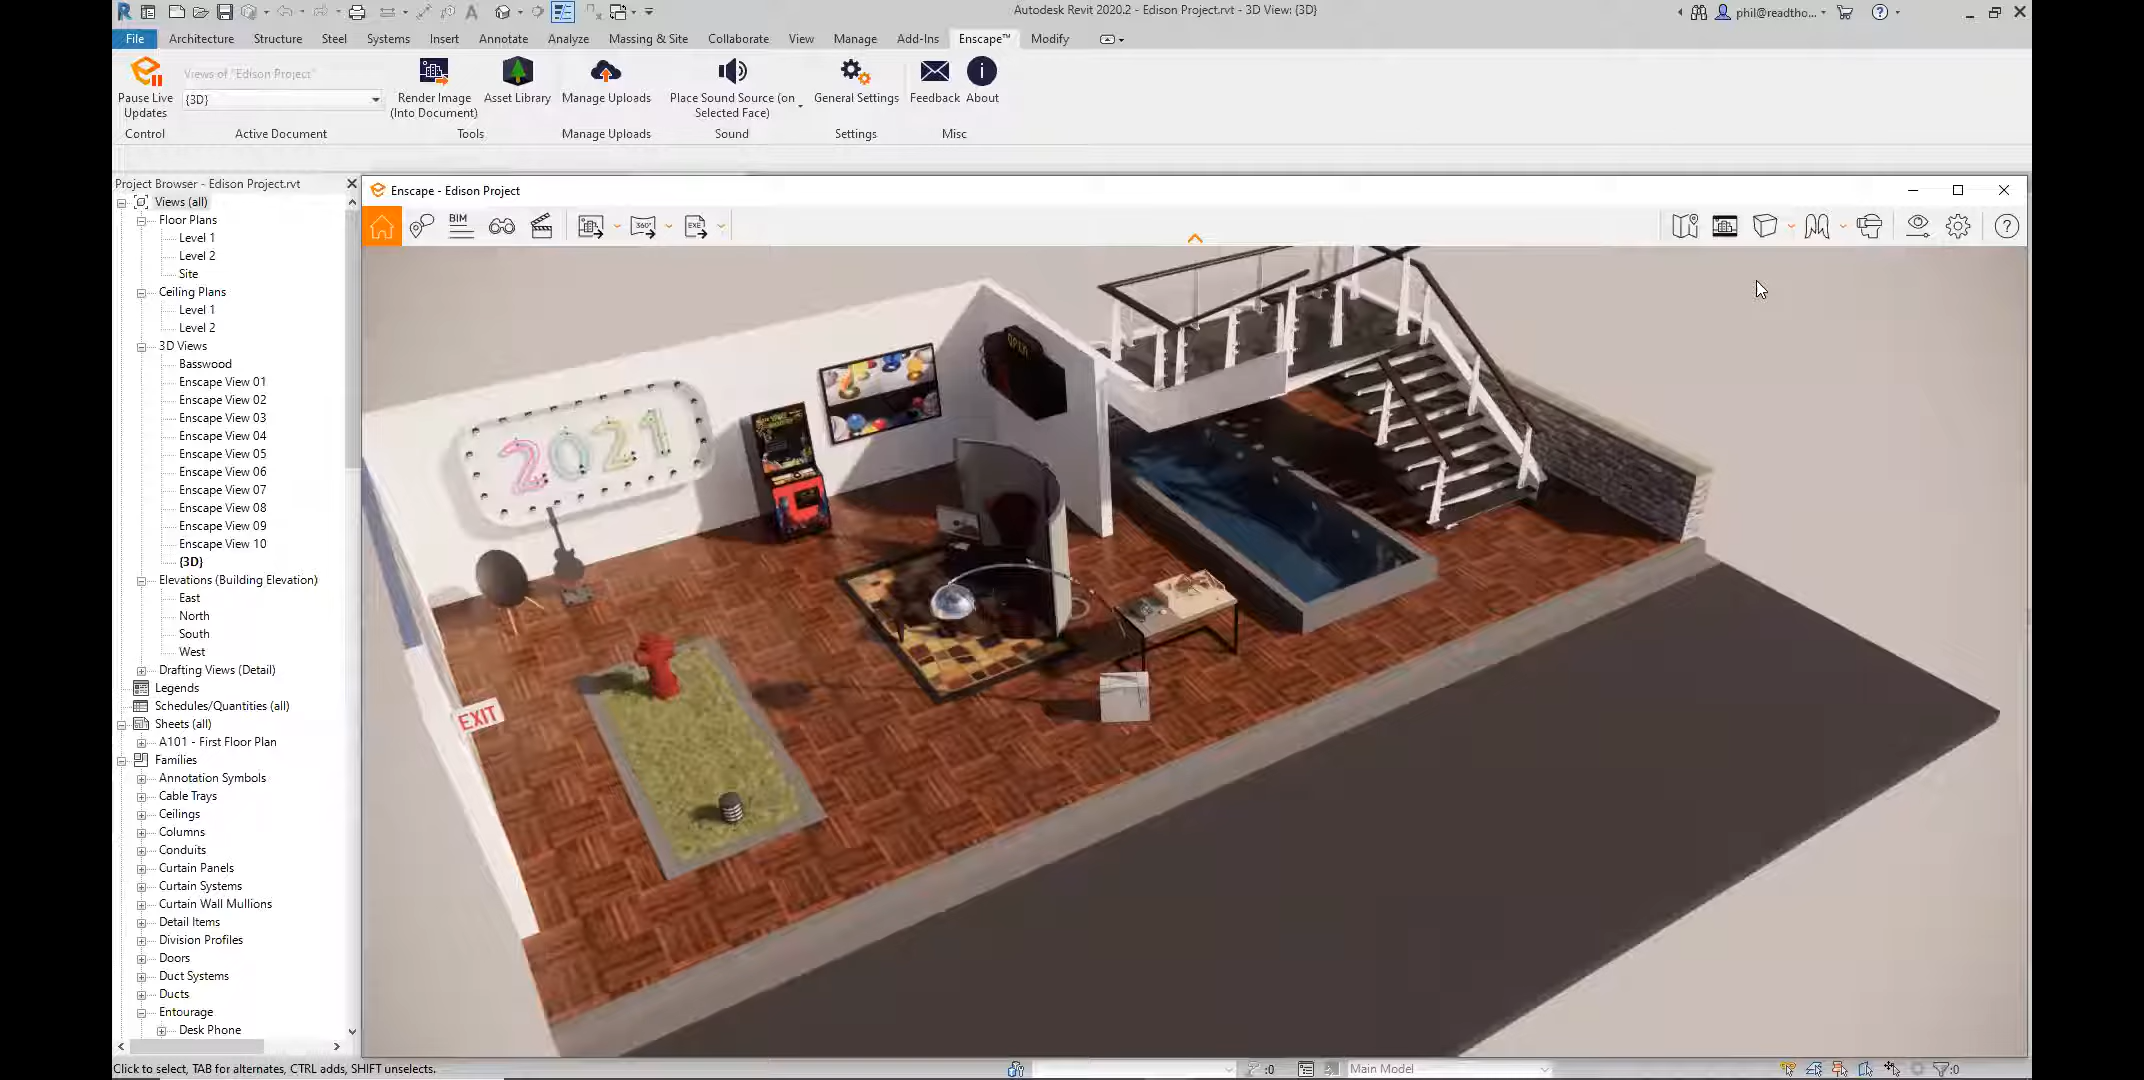 Autodesk Revit 2020.2 - Edison Project.rvt - 3D View: {3D}
phil@readtho...
File Architecture Structure Steel Systems Insert Annotate Analyze Massing & Site Collaborate View Manage Add-Ins Enscape™ Modify
Pause Live Updates
Views of "Edison Project"
{3D}
Render Image (Into Document)
Asset Library
Manage Uploads
Place Sound Source (on Selected Face)
General Settings
Feedback
About
Control
Active Document
Tools
Manage Uploads
Sound
Settings
Misc
Project Browser - Edison Project.rvt
Views (all)
Floor Plans
Level 1
Level 2
Site
Ceiling Plans
Level 1
Level 2
3D Views
Basswood
Enscape View 01
Enscape View 02
Enscape View 03
Enscape View 04
Enscape View 05
Enscape View 06
Enscape View 07
Enscape View 08
Enscape View 09
Enscape View 10
{3D}
Elevations (Building Elevation)
East
North
South
West
Drafting Views (Detail)
Legends
Schedules/Quantities (all)
Sheets (all)
A101 - First Floor Plan
Families
Annotation Symbols
Cable Trays
Ceilings
Columns
Conduits
Curtain Panels
Curtain Systems
Curtain Wall Mullions
Detail Items
Division Profiles
Doors
Duct Systems
Ducts
Entourage
Desk Phone
Enscape - Edison Project
BIM
360°
EXE
OPEN
2021
EXIT
Click to select, TAB for alternates, CTRL adds, SHIFT unselects.
:0
Main Model
:0